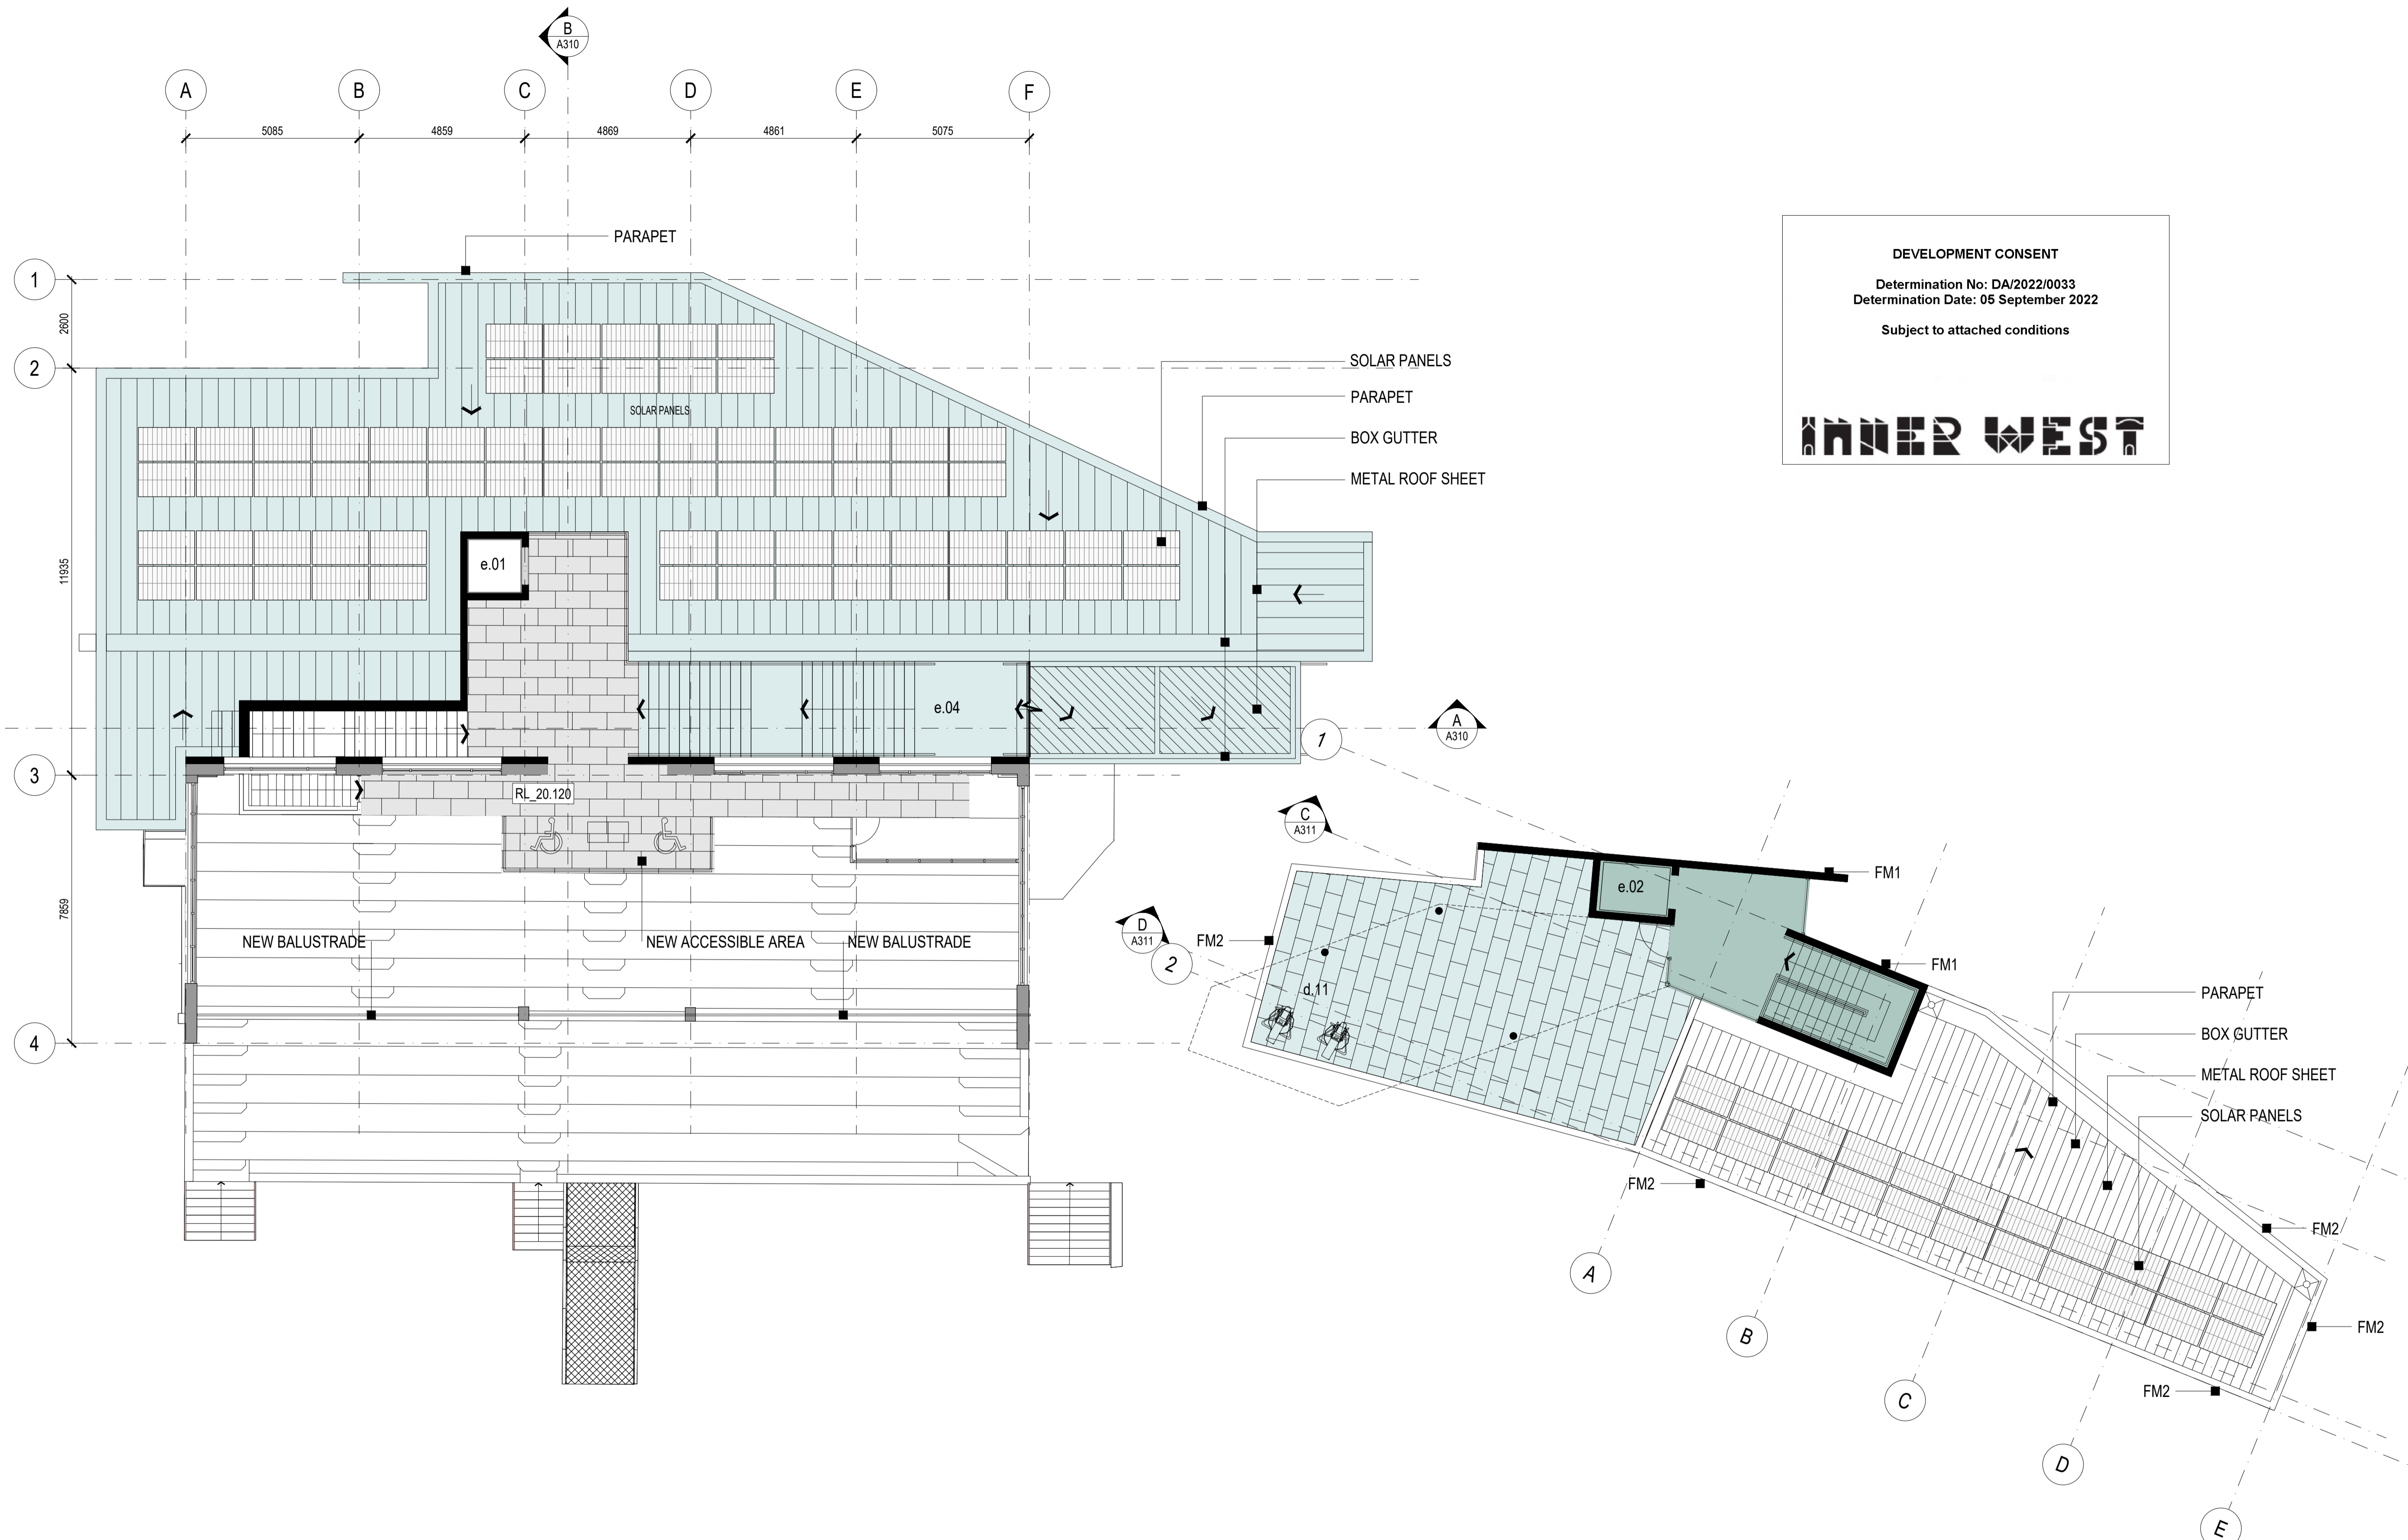 B
A310
A
B
C
D
E
F
5085
4859
4869
4861
5075
PARAPET
1
2600
2
11935
3
7859
4
SOLAR PANELS
PARAPET
BOX GUTTER
METAL ROOF SHEET
SOLAR PANELS
e.01
e.04
A
A310
RL_20.120
NEW BALUSTRADE
NEW ACCESSIBLE AREA
NEW BALUSTRADE
DEVELOPMENT CONSENT
Determination No: DA/2022/0033
Determination Date: 05 September 2022
Subject to attached conditions
INNER WEST
1
C
A311
D
A311
2
FM2
d.11
e.02
FM1
FM1
PARAPET
BOX GUTTER
METAL ROOF SHEET
SOLAR PANELS
FM2
FM2
FM2
FM2
A
B
C
D
E